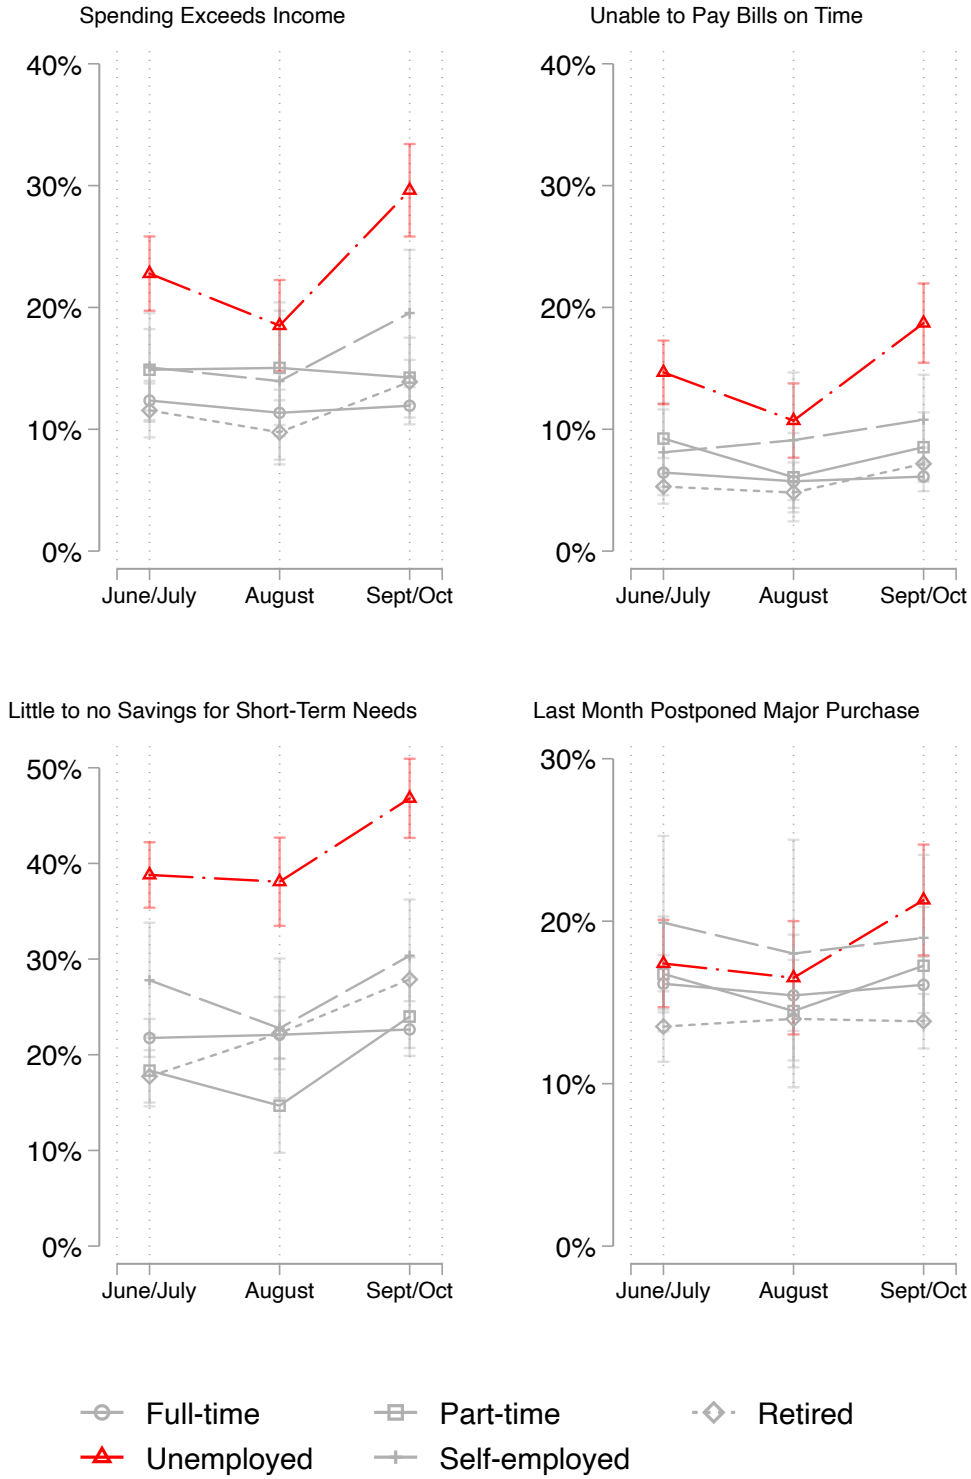 Spending Exceeds Income
40%
30%
20%
10%
0%
June/July August Sept/Oct
Unable to Pay Bills on Time
40%
30%
20%
10%
0%
June/July August Sept/Oct
Little to no Savings for Short-Term Needs
50%
40%
30%
20%
10%
0%
June/July August Sept/Oct
Last Month Postponed Major Purchase
30%
20%
10%
0%
June/July August Sept/Oct
Full-time Part-time Retired
Unemployed Self-employed